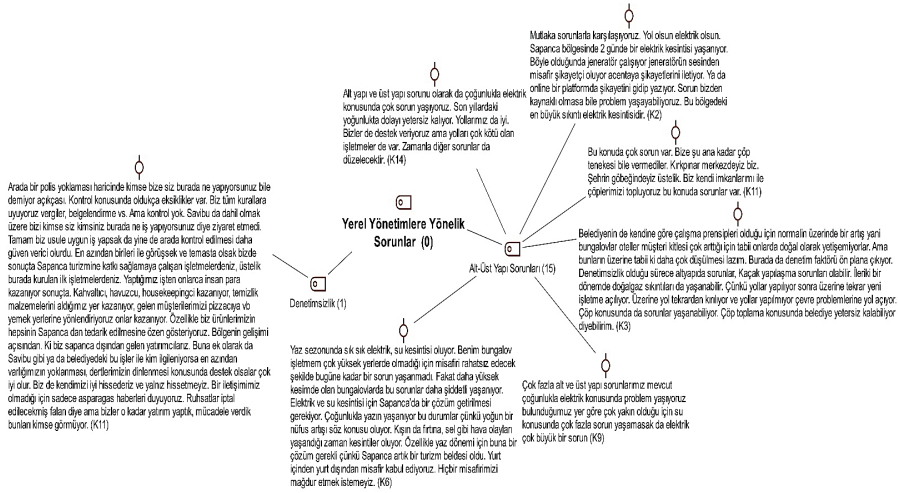 Mutlaka sorunlarla karşılaşıyoruz. Yol olsun elektrik olsun.
Sapanca bölgesinde 2 günde bir elektrik kesintisi yaşanıyor.
Böyle olduğunda jeneratör çalışıyor jeneratörün sesinden
misafir şikayetçi oluyor acentaya şikayetlerini iletiyor. Ya da
online bir platformda şikayetini gidip yazıyor. Sorun bizden
kaynaklı olmasa bile problem yaşayabiliyoruz. Bu bölgedeki
en büyük sıkıntı elektrik kesintisidir. (K2)
Alt yapı ve üst yapı sorunu olarak da çoğunlukla elektrik
konusunda çok sorun yaşıyoruz. Son yıllardaki
yoğunlukta dolayı yetersiz kalıyor. Yollarımız da iyi.
Bizler de destek veriyoruz ama yolları çok kötü olan
işletmeler de var. Zamanla diğer sorunlar da
düzelecektir. (K14)
Bu konuda çok sorun var. Bize şu ana kadar çöp
tenekesi bile vermediler. Kırkpınar merkezdeyiz biz.
Şehrin göbeğindeyiz üstelik. Biz kendi imkanlarımı ile
çöplerimizi topluyoruz bu konuda sorunlar var. (K11)
Arada bir polis yoklaması haricinde kimse bize siz burada ne yapıyorsunuz bile
demiyor açıkçası. Kontrol konusunda oldukça eksiklikler var. Biz tüm kurallara
uyuyoruz vergiler, belgelendirme vs. Ama kontrol yok. Savibu da dahil olmak
üzere bizi kimse siz kimsiniz burada ne iş yapıyorsunuz diye ziyaret etmedi.
Tamam biz usule uygun iş yapsak da yine de arada kontrol edilmesi daha
güven verici olurdu. En azından birileri ile görüşsek ve temasta olsak bizde
sonuçta Sapanca turizmine katkı sağlamaya çalışan işletmelerdeniz, üstelik
burada kurulan ilk işletmelerdeniz. Yaptığımız işten onlarca insan para
kazanıyor sonuçta. Kahvaltıcı, havuzcu, housekeepingci kazanıyor, temizlik
malzemelerini aldığımız yer kazanıyor, gelen müşterilerimizi pizzacıya vb
yemek yerlerine yönlendiriyoruz onlar kazanıyor. Özellikle biz ürünlerimizin
hepsinin Sapanca dan tedarik edilmesine özen gösteriyoruz. Bölgenin gelişimi
açısından. Ki biz sapanca dışından gelen yatırımcılarız. Buna ek olarak da
Savibu gibi ya da belediyedeki bu işler ile kim ilgileniyorsa en azından
varlığımızın yoklanması, dertlerimizin dinlenmesi konusunda destek olsalar çok
iyi olur. Biz de kendimizi iyi hissederiz ve yalnız hissetmeyiz. Bir iletişimimiz
olmadığı için sadece asparagas haberleri duyuyoruz. Ruhsatlar iptal
edilecekmiş falan diye ama bizler o kadar yatırım yaptık, mücadele verdik
bunları kimse görmüyor. (K11)
Yerel Yönetimlere Yönelik
Sorunlar (0)
Alt-Üst Yapı Sorunları (15)
Denetimsizlik (1)
Belediyenin de kendine göre çalışma prensipleri olduğu için normalin üzerinde bir artış yani
bungalovlar oteller müşteri kitlesi çok arttığı için tabii onlarda doğal olarak yetişemiyorlar. Ama
bunların üzerine tabii ki daha çok düşülmesi lazım. Burada da denetim faktörü ön plana çıkıyor.
Denetimsizlik olduğu sürece altyapıda sorunlar, Kaçak yapılaşma sorunları olabilir. İleriki bir
dönemde doğalgaz sıkıntıları da yaşanabilir. Çünkü yollar yapılıyor sonra üzerine tekrar yeni
işletme açılıyor. Üzerine yol tekrardan kırılıyor ve yollar yapılmıyor çevre problemlerine yol açıyor.
Çöp konusunda da sorunlar yaşanabiliyor. Çöp toplama konusunda belediye yetersiz kalabiliyor
diyebilirim. (K3)
Yaz sezonunda sık sık elektrik, su kesintisi oluyor. Benim bungalov
işletmem çok yüksek yerlerde olmadığı için misafiri rahatsız edecek
şekilde bugüne kadar bir sorun yaşanmadı. Fakat daha yüksek
kesimde olan bungalovlarda bu sorunlar daha şiddetli yaşanıyor.
Elektrik ve su kesintisi için Sapanca'da bir çözüm getirilmesi
gerekiyor. Çoğunlukla yazın yaşanıyor bu durumlar çünkü yoğun bir
nüfus artışı söz konusu oluyor. Kışın da fırtına, sel gibi hava olayları
yaşandığı zaman kesintiler oluyor. Özellikle yaz dönemi için buna bir
çözüm gerekli çünkü Sapanca artık bir turizm beldesi oldu. Yurt
içinden yurt dışından misafir kabul ediyoruz. Hiçbir misafirimizi
mağdur etmek istemeyiz. (K6)
Çok fazla alt ve üst yapı sorunlarımız mevcut
çoğunlukla elektrik konusunda problem yaşıyoruz
bulunduğumuz yer göre çok yakın olduğu için su
konusunda çok fazla sorun yaşamasak da elektrik
çok büyük bir sorun (K9)